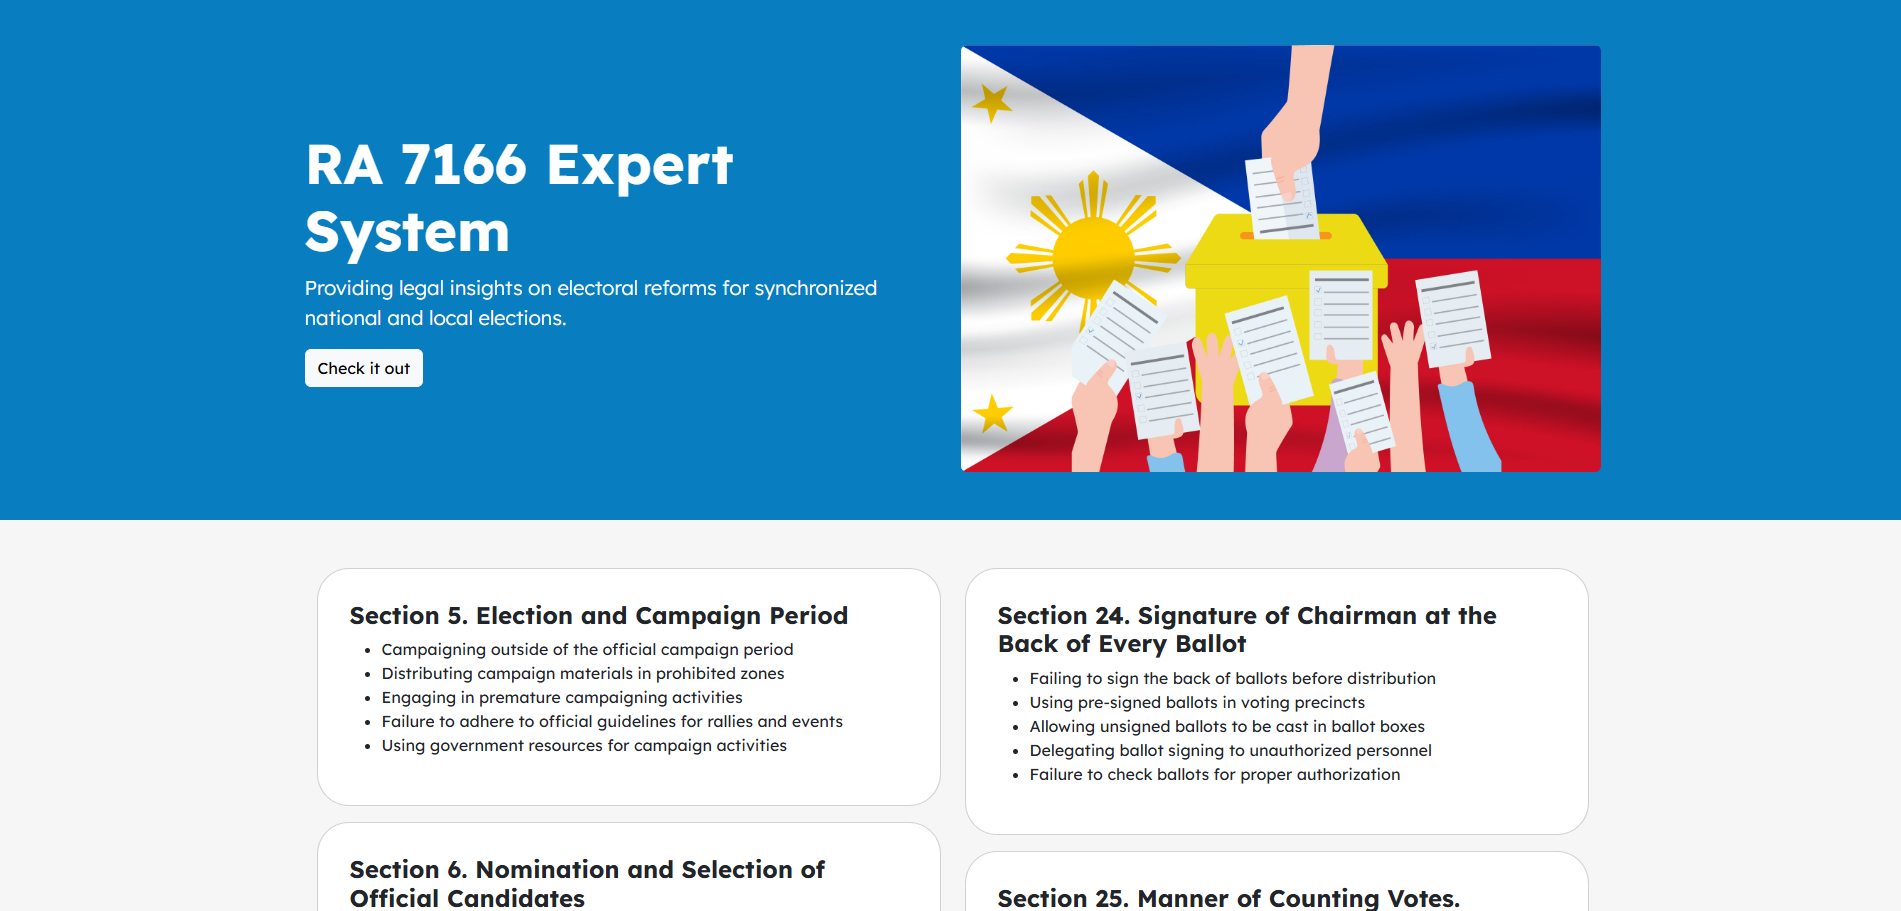 RA 7166 Expert
System
Providing legal insights on electoral reforms for synchronized
national and local elections.
Check it out
Section 5. Election and Campaign Period
Campaigning outside of the official campaign period
Distributing campaign materials in prohibited zones
Engaging in premature campaigning activities
Failure to adhere to official guidelines for rallies and events
Using government resources for campaign activities
Section 24. Signature of Chairman at the
Back of Every Ballot
Failing to sign the back of ballots before distribution
Using pre-signed ballots in voting precincts
Allowing unsigned ballots to be cast in ballot boxes
Delegating ballot signing to unauthorized personnel
Failure to check ballots for proper authorization
Section 6. Nomination and Selection of
Official Candidates
Section 25. Manner of Counting Votes.